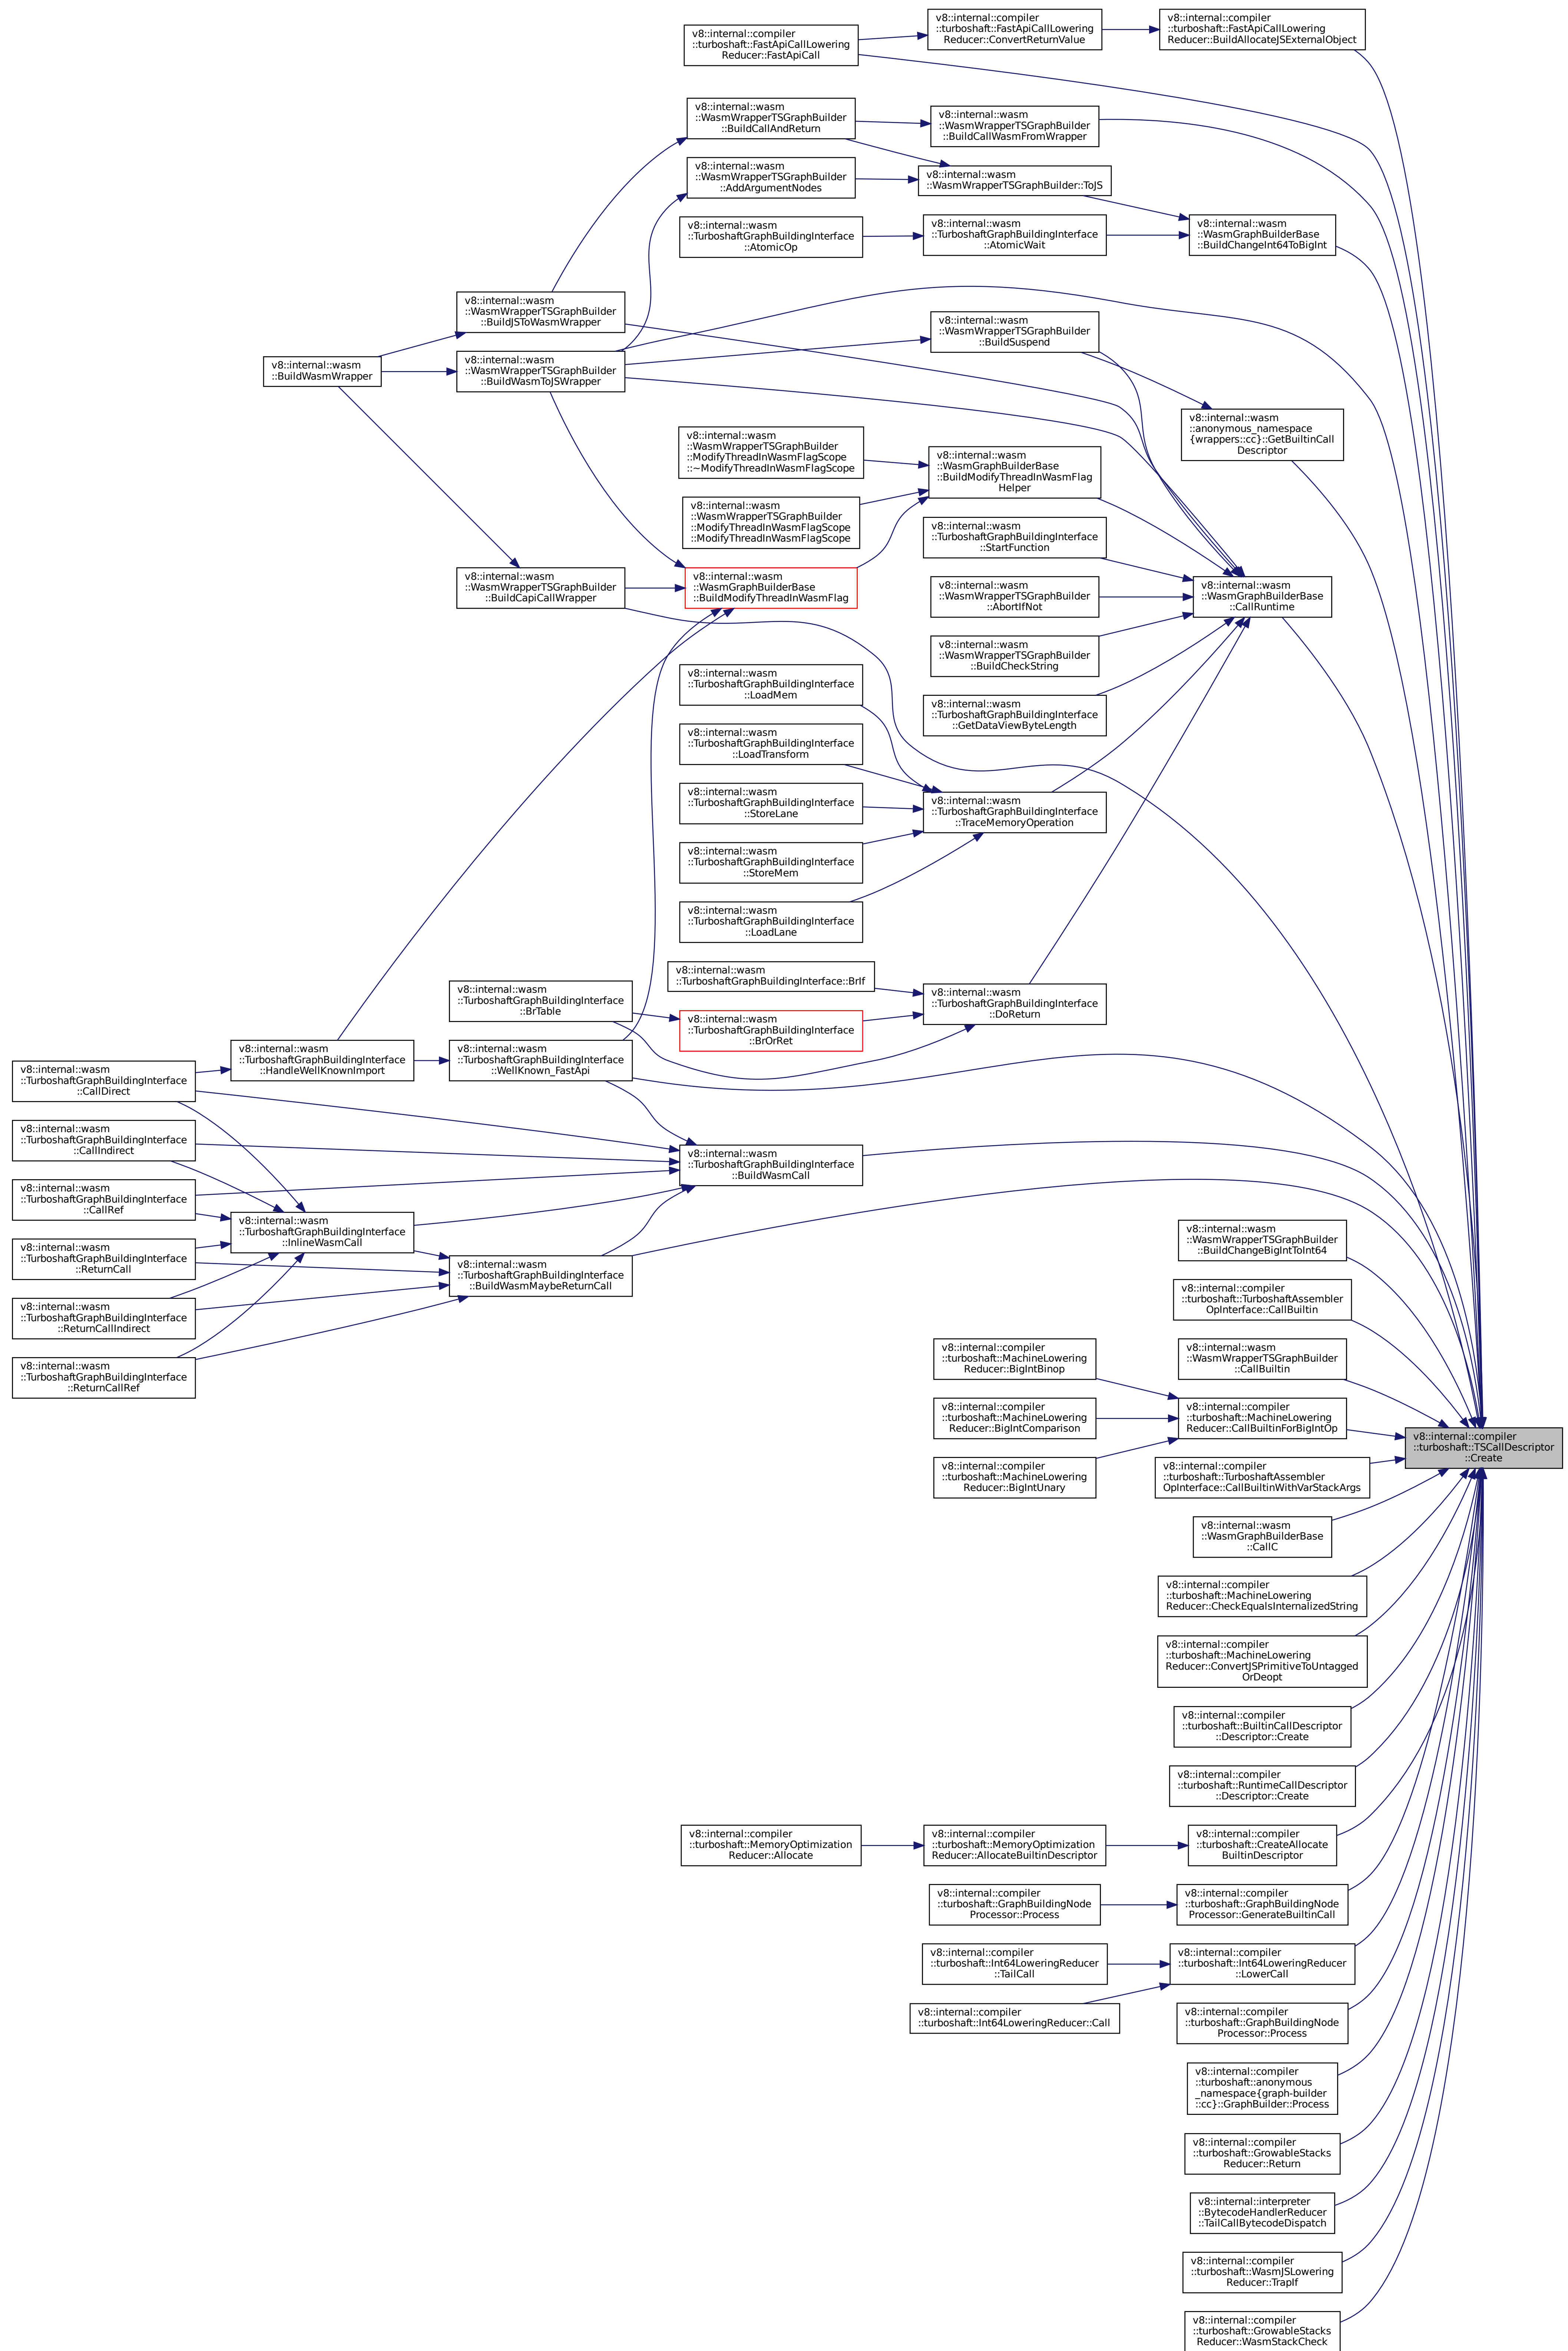 v8::internal::compiler
::turboshaft::FastApiCallLowering
Reducer::FastApiCall
v8::internal::compiler
::turboshaft::FastApiCallLowering
Reducer::ConvertReturnValue
v8::internal::compiler
::turboshaft::FastApiCallLowering
Reducer::BuildAllocateJSExternalObject
v8::internal::wasm
::WasmWrapperTSGraphBuilder
::BuildCallAndReturn
v8::internal::wasm
::WasmWrapperTSGraphBuilder
::BuildCallWasmFromWrapper
v8::internal::wasm
::WasmWrapperTSGraphBuilder
::AddArgumentNodes
v8::internal::wasm
::WasmWrapperTSGraphBuilder::ToJS
v8::internal::wasm
::TurboshaftGraphBuildingInterface
::AtomicOp
v8::internal::wasm
::TurboshaftGraphBuildingInterface
::AtomicWait
v8::internal::wasm
::WasmGraphBuilderBase
::BuildChangeInt64ToBigInt
v8::internal::wasm
::WasmWrapperTSGraphBuilder
::BuildJSToWasmWrapper
v8::internal::wasm
::WasmWrapperTSGraphBuilder
::BuildSuspend
v8::internal::wasm
::BuildWasmWrapper
v8::internal::wasm
::WasmWrapperTSGraphBuilder
::BuildWasmToJSWrapper
v8::internal::wasm
::anonymous_namespace
{wrappers::cc}::GetBuiltinCall
Descriptor
v8::internal::wasm
::WasmWrapperTSGraphBuilder
::ModifyThreadInWasmFlagScope
::~ModifyThreadInWasmFlagScope
v8::internal::wasm
::WasmGraphBuilderBase
::BuildModifyThreadInWasmFlag
Helper
v8::internal::wasm
::WasmWrapperTSGraphBuilder
::ModifyThreadInWasmFlagScope
::ModifyThreadInWasmFlagScope
v8::internal::wasm
::TurboshaftGraphBuildingInterface
::StartFunction
v8::internal::wasm
::WasmWrapperTSGraphBuilder
::BuildCapiCallWrapper
v8::internal::wasm
::WasmGraphBuilderBase
::BuildModifyThreadInWasmFlag
v8::internal::wasm
::WasmWrapperTSGraphBuilder
::AbortIfNot
v8::internal::wasm
::WasmGraphBuilderBase
::CallRuntime
v8::internal::wasm
::WasmWrapperTSGraphBuilder
::BuildCheckString
v8::internal::wasm
::TurboshaftGraphBuildingInterface
::LoadMem
v8::internal::wasm
::TurboshaftGraphBuildingInterface
::GetDataViewByteLength
v8::internal::wasm
::TurboshaftGraphBuildingInterface
::LoadTransform
v8::internal::wasm
::TurboshaftGraphBuildingInterface
::StoreLane
v8::internal::wasm
::TurboshaftGraphBuildingInterface
::TraceMemoryOperation
v8::internal::wasm
::TurboshaftGraphBuildingInterface
::StoreMem
v8::internal::wasm
::TurboshaftGraphBuildingInterface
::LoadLane
v8::internal::wasm
::TurboshaftGraphBuildingInterface::BrIf
v8::internal::wasm
::TurboshaftGraphBuildingInterface
::BrTable
v8::internal::wasm
::TurboshaftGraphBuildingInterface
::DoReturn
v8::internal::wasm
::TurboshaftGraphBuildingInterface
::BrOrRet
v8::internal::wasm
::TurboshaftGraphBuildingInterface
::HandleWellKnownImport
v8::internal::wasm
::TurboshaftGraphBuildingInterface
::WellKnown_FastApi
v8::internal::wasm
::TurboshaftGraphBuildingInterface
::CallDirect
v8::internal::wasm
::TurboshaftGraphBuildingInterface
::CallIndirect
v8::internal::wasm
::TurboshaftGraphBuildingInterface
::BuildWasmCall
v8::internal::wasm
::TurboshaftGraphBuildingInterface
::CallRef
v8::internal::wasm
::TurboshaftGraphBuildingInterface
::InlineWasmCall
v8::internal::wasm
::TurboshaftGraphBuildingInterface
::ReturnCall
v8::internal::wasm
::TurboshaftGraphBuildingInterface
::BuildWasmMaybeReturnCall
v8::internal::wasm
::TurboshaftGraphBuildingInterface
::ReturnCallIndirect
v8::internal::wasm
::TurboshaftGraphBuildingInterface
::ReturnCallRef
v8::internal::wasm
::WasmWrapperTSGraphBuilder
::BuildChangeBigIntToInt64
v8::internal::compiler
::turboshaft::TurboshaftAssembler
OpInterface::CallBuiltin
v8::internal::compiler
::turboshaft::MachineLowering
Reducer::BigIntBinop
v8::internal::wasm
::WasmWrapperTSGraphBuilder
::CallBuiltin
v8::internal::compiler
::turboshaft::MachineLowering
Reducer::BigIntComparison
v8::internal::compiler
::turboshaft::MachineLowering
Reducer::CallBuiltinForBigIntOp
v8::internal::compiler
::turboshaft::TSCallDescriptor
::Create
v8::internal::compiler
::turboshaft::MachineLowering
Reducer::BigIntUnary
v8::internal::compiler
::turboshaft::TurboshaftAssembler
OpInterface::CallBuiltinWithVarStackArgs
v8::internal::wasm
::WasmGraphBuilderBase
::CallC
v8::internal::compiler
::turboshaft::MachineLowering
Reducer::CheckEqualsInternalizedString
v8::internal::compiler
::turboshaft::MachineLowering
Reducer::ConvertJSPrimitiveToUntagged
OrDeopt
v8::internal::compiler
::turboshaft::BuiltinCallDescriptor
::Descriptor::Create
v8::internal::compiler
::turboshaft::RuntimeCallDescriptor
::Descriptor::Create
v8::internal::compiler
::turboshaft::MemoryOptimization
Reducer::Allocate
v8::internal::compiler
::turboshaft::MemoryOptimization
Reducer::AllocateBuiltinDescriptor
v8::internal::compiler
::turboshaft::CreateAllocate
BuiltinDescriptor
v8::internal::compiler
::turboshaft::GraphBuildingNode
Processor::Process
v8::internal::compiler
::turboshaft::GraphBuildingNode
Processor::GenerateBuiltinCall
v8::internal::compiler
::turboshaft::Int64LoweringReducer
::TailCall
v8::internal::compiler
::turboshaft::Int64LoweringReducer
::LowerCall
v8::internal::compiler
::turboshaft::Int64LoweringReducer::Call
v8::internal::compiler
::turboshaft::GraphBuildingNode
Processor::Process
v8::internal::compiler
::turboshaft::anonymous
_namespace{graph-builder
::cc}::GraphBuilder::Process
v8::internal::compiler
::turboshaft::GrowableStacks
Reducer::Return
v8::internal::interpreter
::BytecodeHandlerReducer
::TailCallBytecodeDispatch
v8::internal::compiler
::turboshaft::WasmJSLowering
Reducer::TrapIf
v8::internal::compiler
::turboshaft::GrowableStacks
Reducer::WasmStackCheck